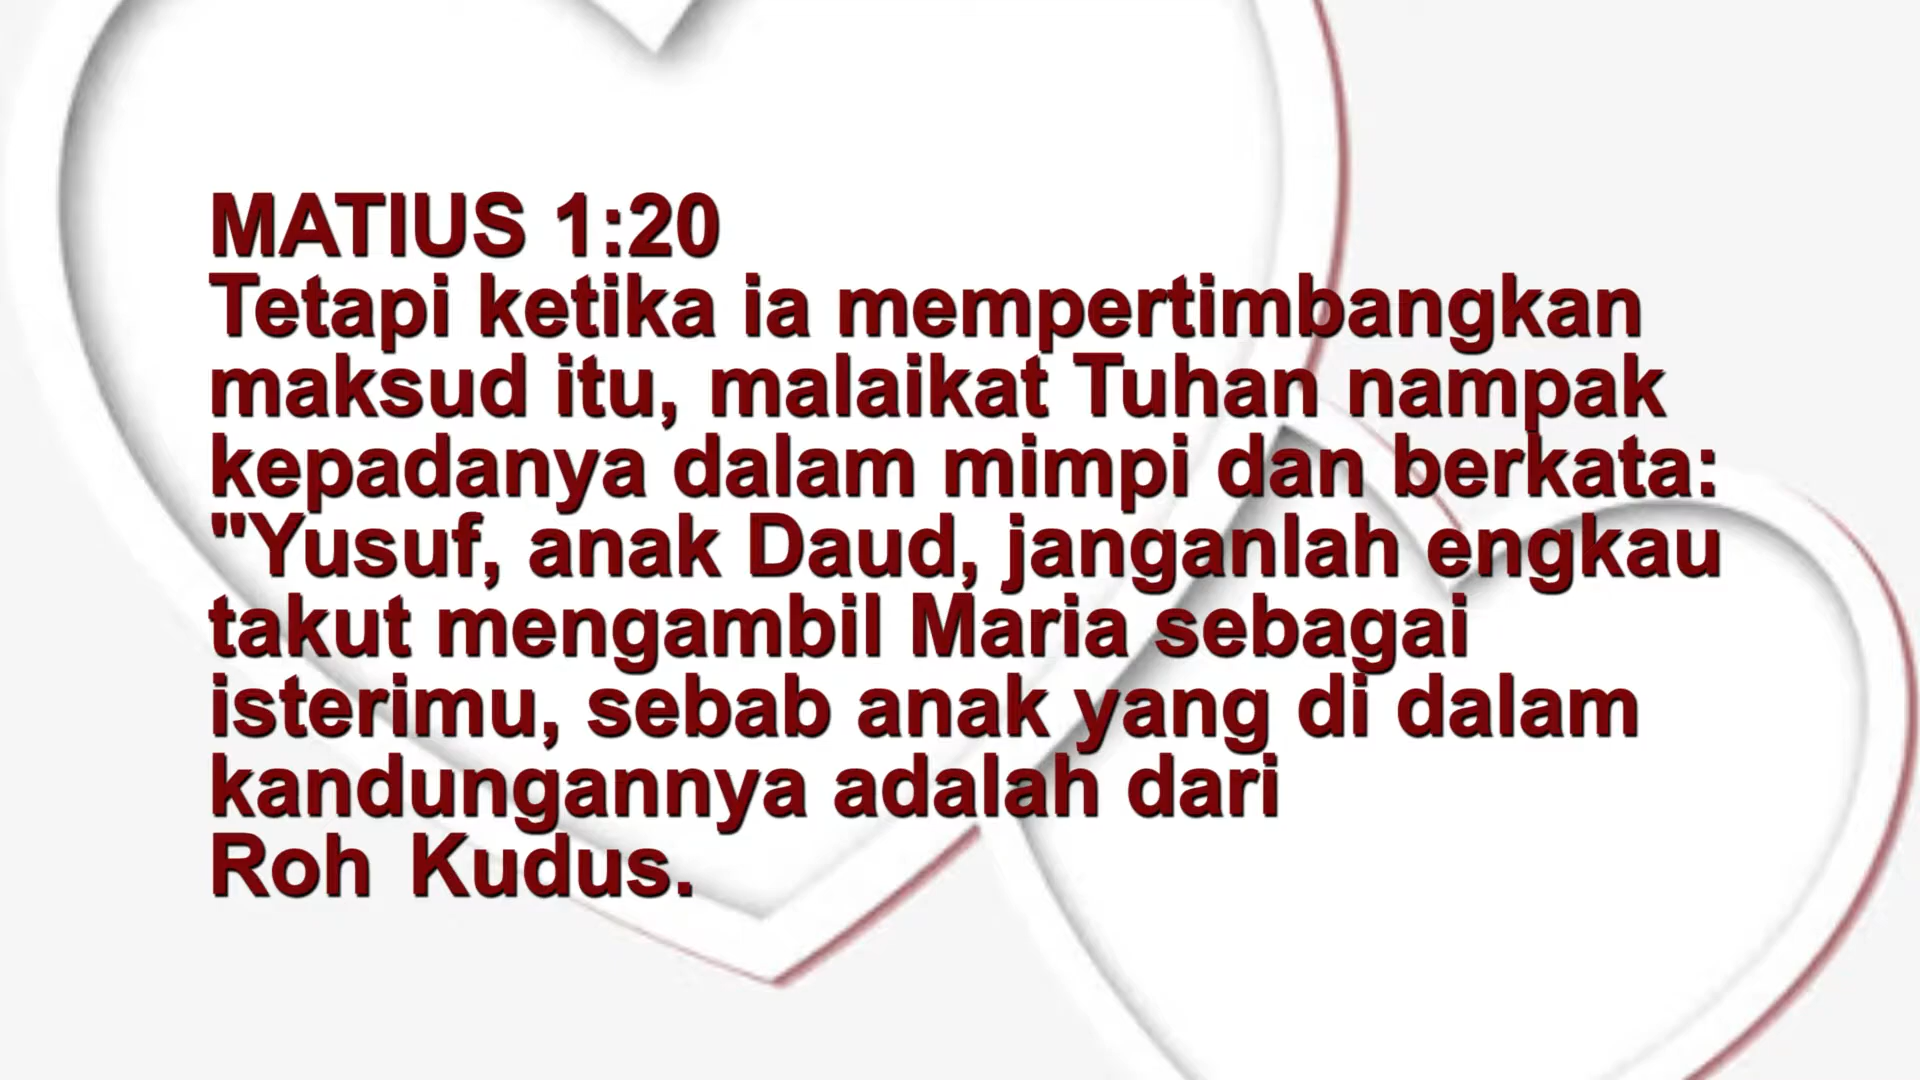 MATIUS 1:20
Tetapi ketika ia mempertimbangkan
maksud itu, malaikat Tuhan nampak
kepadanya dalam mimpi dan berkata:
"Yusuf, anak Daud, janganlah engkau
takut mengambil Maria sebagai
isterimu, sebab anak yang di dalam
kandungannya adalah dari
Roh Kudus.